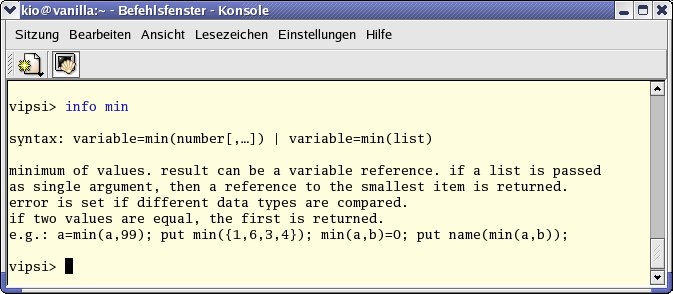 kio@vanilla:~ - Befehlsfenster - Konsole
Sitzung Bearbeiten Ansicht Lesezeichen Einstellungen Hilfe
vipsi> info min
syntax: variable=min(number[,…]) | variable=min(list)
minimum of values. result can be a variable reference. if a list is passed
as single argument, then a reference to the smallest item is returned.
error is set if different data types are compared.
if two values are equal, the first is returned.
e.g.: a=min(a,99); put min({1,6,3,4}); min(a,b)=0; put name(min(a,b));
vipsi>